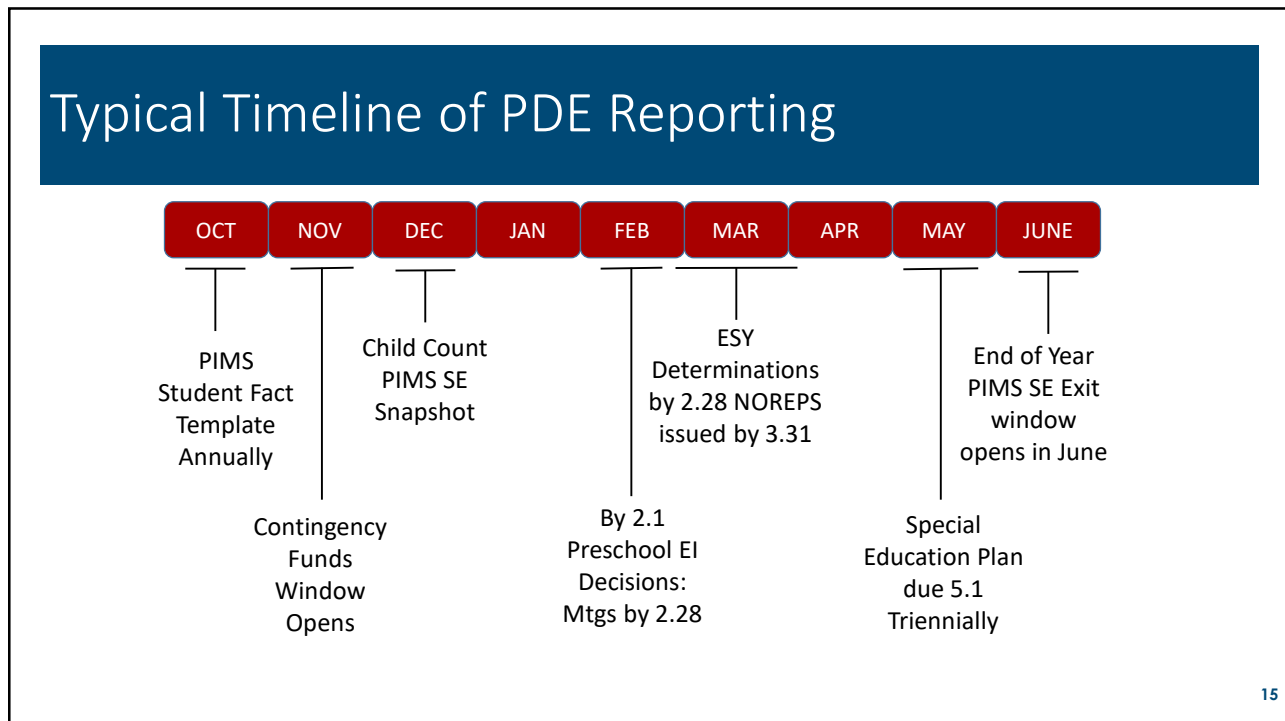 Typical Timeline of PDE Reporting
OCT NOV DEC JAN FEB MAR APR MAY JUNE
PIMS
Student Fact
Template
Annually
Contingency
Funds
Window
Opens
Child Count
PIMS SE
Snapshot
By 2.1
Preschool EI
Decisions:
Mtgs by 2.28
ESY
Determinations
by 2.28 NOREPS
issued by 3.31
Special
Education Plan
due 5.1
Triennially
End of Year
PIMS SE Exit
window
opens in June
15